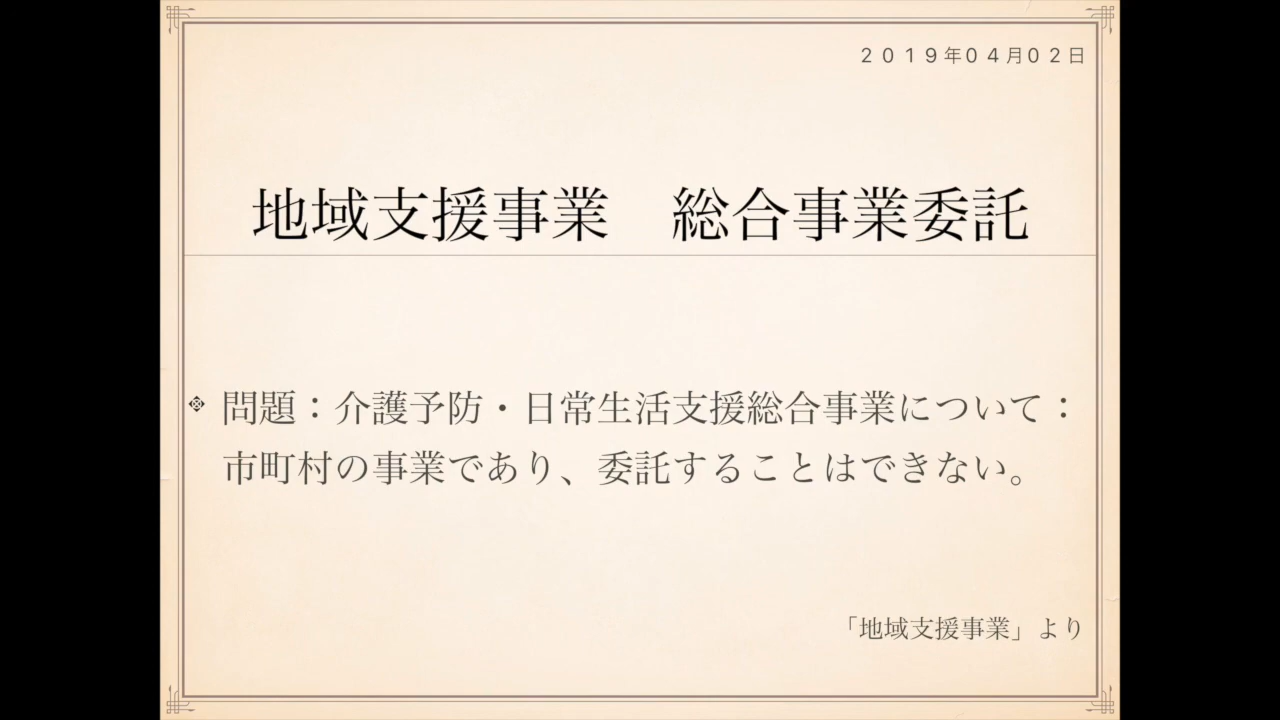 ２０１９年０４月０２日
地域支援事業　総合事業委託
問題：介護予防・日常生活支援総合事業について：
市町村の事業であり、委託することはできない。
「地域支援事業」より